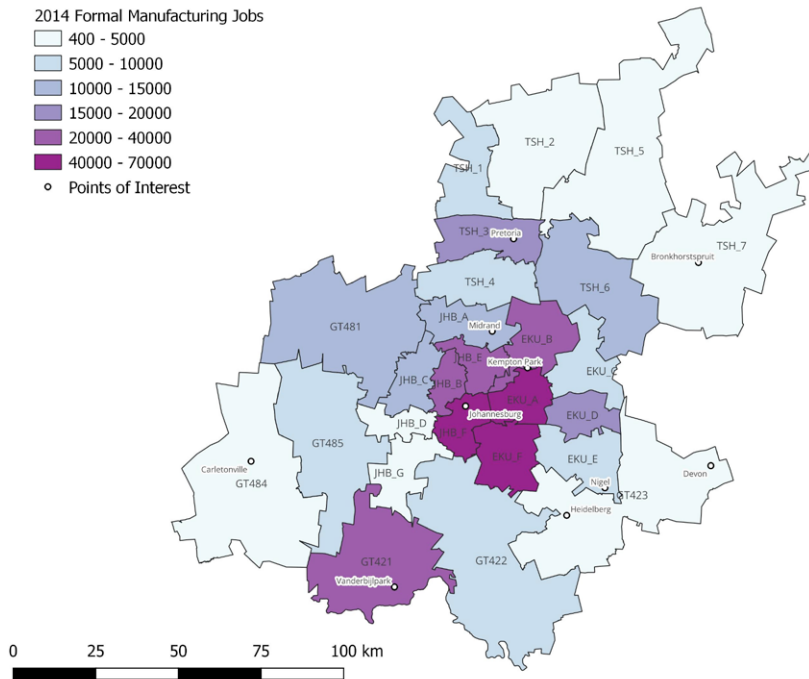 2014 Formal Manufacturing Jobs
400 - 5000
5000 - 10000
10000 - 15000
15000 - 20000
20000 - 40000
40000 - 70000
Points of Interest
TSH_2
TSH_5
TSH_1
TSH_3
Pretoria
TSH_7
Bronkhorstspruit
TSH_4
TSH_6
JHB_A
GT481
Midrand
EKU_B
JHB_E
Kempton Park
EKU_C
JHB_C
JHB_B
EKU_A
Johannesburg
EKU_D
JHB_D
JHB_F
GT485
EKU_F
EKU_E
Carletonville
JHB_G
Devon
GT484
Nigel
GT423
Heidelberg
GT421
GT422
Vanderbijlpark
0 25 50 75 100 km